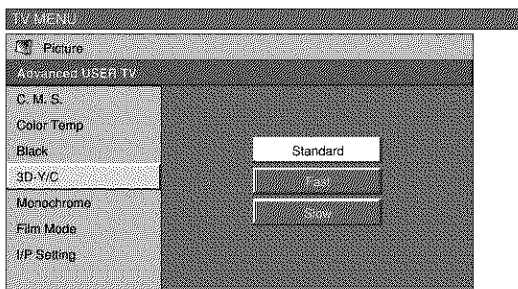 TV MENU
Picture
Advanced USER TV
C. M. S.
Color Temp
Black
3D-Y/C
Monochrome
Film Mode
I/P Setting
Standard
Fast
Slow